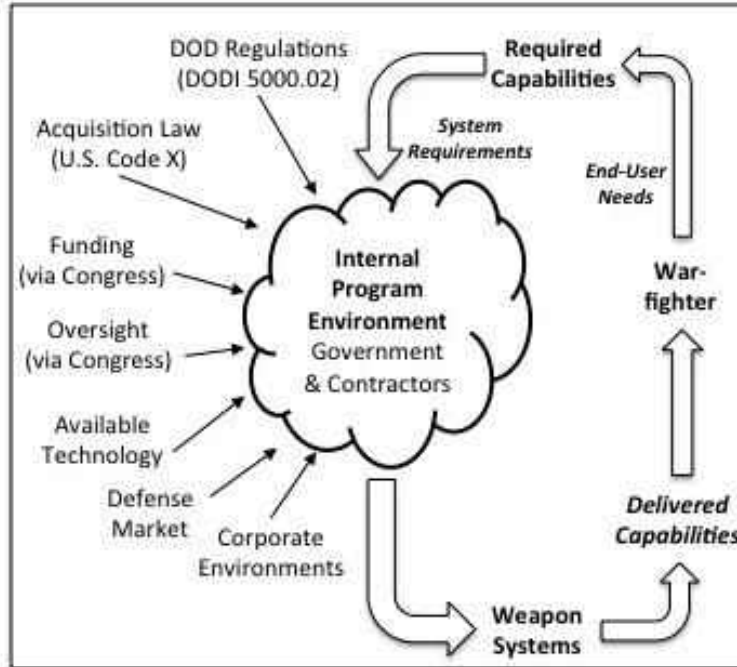 DOD Regulations
(DODI 5000.02)
Acquisition Law
(U.S. Code X)
Funding
(via Congress)
Oversight
(via Congress)
Available
Technology
Defense
Market
Corporate
Environments
Internal
Program
Environment
Government
& Contractors
Required
Capabilities
System
Requirements
End-User
Needs
War-
fighter
Delivered
Capabilities
Weapon
Systems